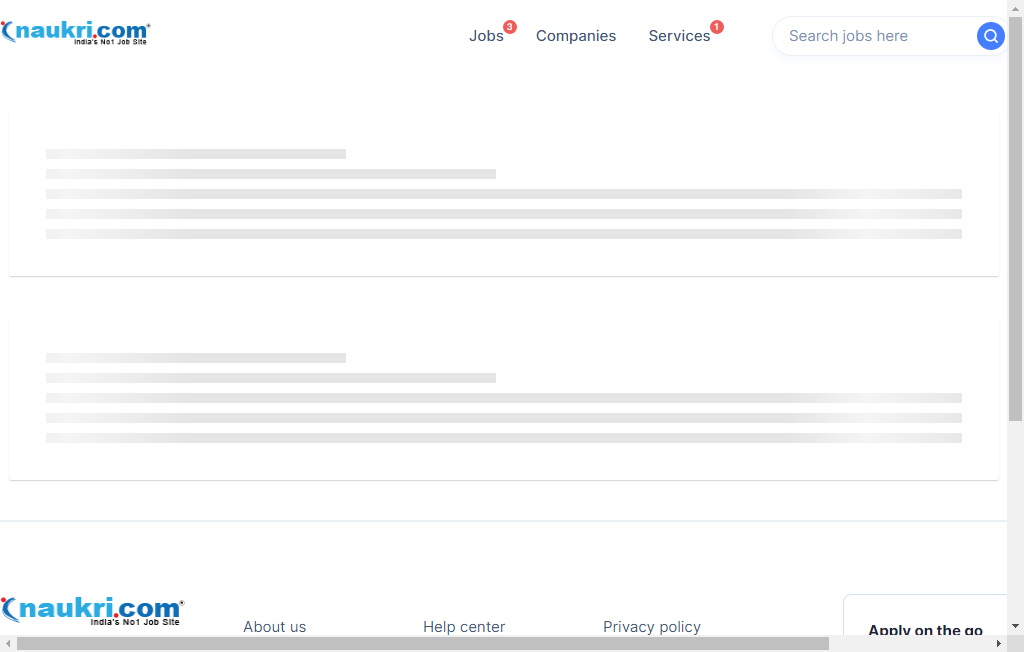 naukri.com
India's No1 Job Site
Jobs 3
Companies
Services 1
Search jobs here
naukri.com
India's No1 Job Site
About us
Help center
Privacy policy
Apply on the go